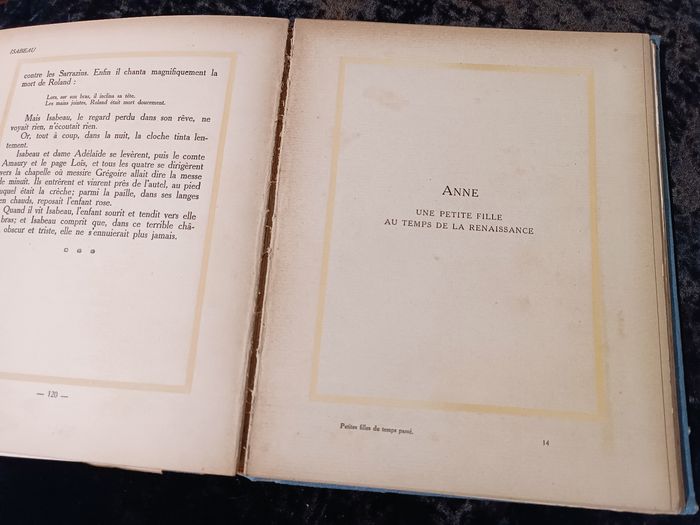 ISABEAU
contre les Sarrazins. Enfin il chanta magnifiquement la
mort de Roland :
Lors, sur son bras, il inclina sa tête.
Les mains jointes, Roland était mort doucement.
Mais Isabeau, le regard perdu dans son rêve, ne
voyait rien, n'écoutait rien.
Or, tout à coup, dans la nuit, la cloche tinta len-
tement.
Isabeau et dame Adélaïde se levèrent, puis le comte
Amaury et le page Loïs, et tous les quatre se dirigèrent
vers la chapelle où messire Grégoire allait dire la messe
de minuit. Ils entrèrent et vinrent près de l'autel, au pied
duquel était la crèche; parmi la paille, dans ses langes
en chauds, reposait l'enfant rose.
Quand il vit Isabeau, l'enfant sourit et tendit vers elle
bras; et Isabeau comprit que, dans ce terrible châ-
obscur et triste, elle ne s'ennuierait plus jamais.
— 120 —
ANNE
UNE PETITE FILLE
AU TEMPS DE LA RENAISSANCE
Petites filles du temps passé.
14